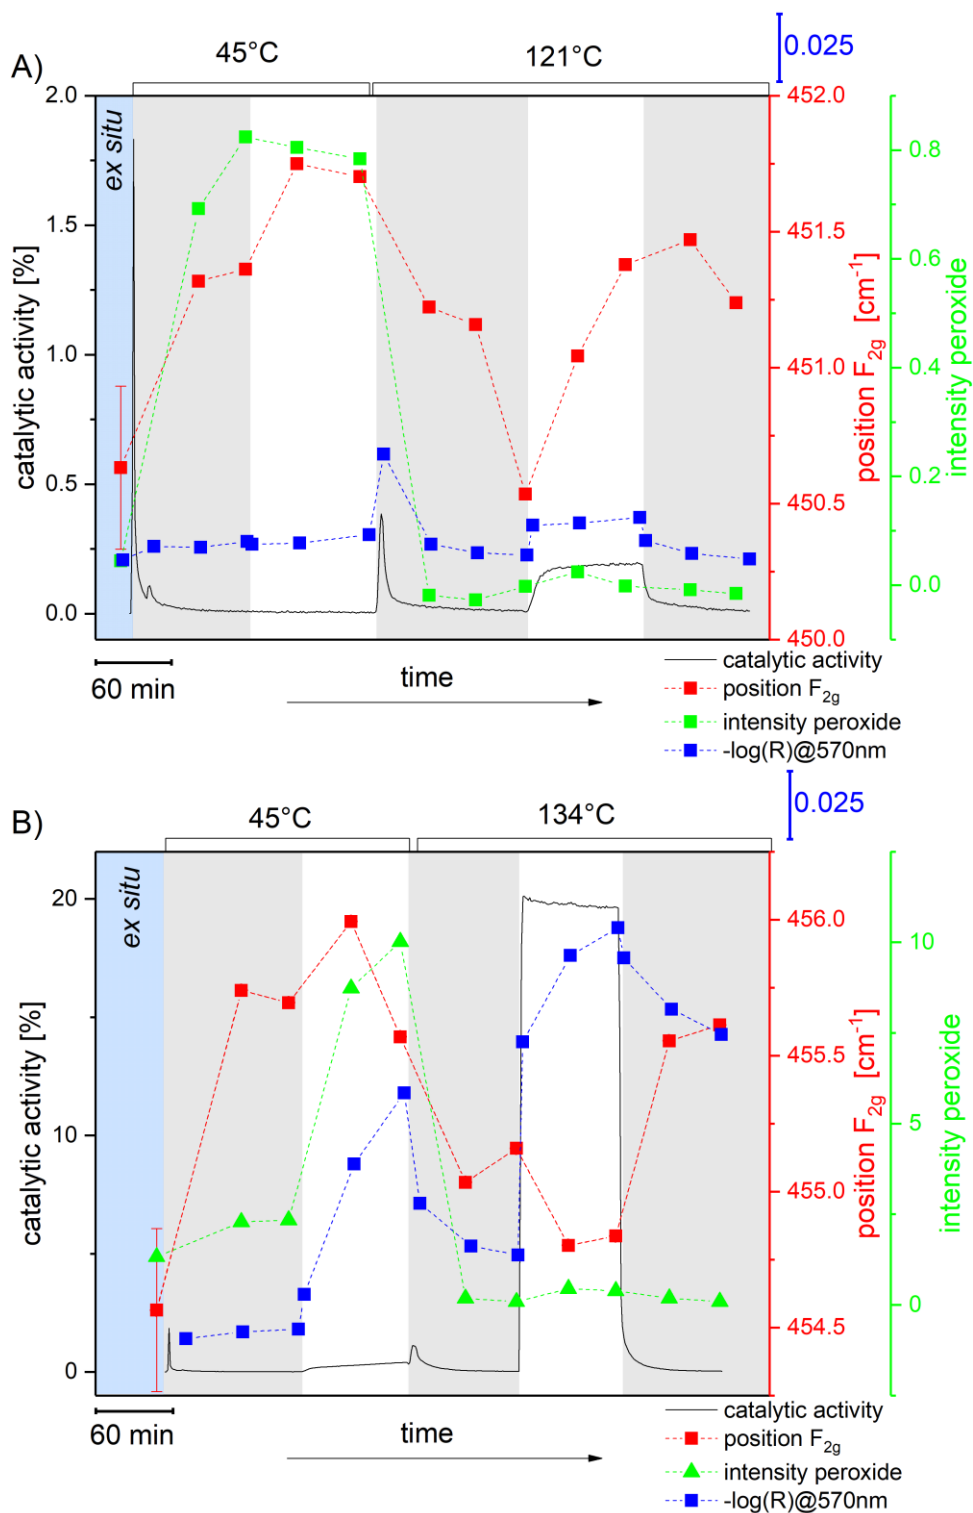 A)
45°C
121°C
0.025
ex situ
2.0
1.5
1.0
0.5
0.0
catalytic activity [%]
452.0
451.5
451.0
450.5
450.0
position F2g [cm-1]
0.8
0.6
0.4
0.2
0.0
intensity peroxide
60 min
time
catalytic activity
position F2g
intensity peroxide
-log(R)@570nm
B)
45°C
134°C
0.025
ex situ
20
10
0
catalytic activity [%]
456.0
455.5
455.0
454.5
position F2g [cm-1]
10
5
0
intensity peroxide
60 min
time
catalytic activity
position F2g
intensity peroxide
-log(R)@570nm